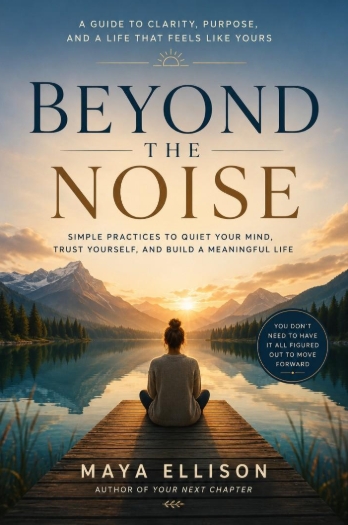 A GUIDE TO CLARITY, PURPOSE,
AND A LIFE THAT FEELS LIKE YOURS
BEYOND
THE
NOISE
SIMPLE PRACTICES TO QUIET YOUR MIND,
TRUST YOURSELF, AND BUILD A MEANINGFUL LIFE
YOU DON'T
NEED TO HAVE
IT ALL FIGURED
OUT TO MOVE
FORWARD
MAYA ELLISON
AUTHOR OF YOUR NEXT CHAPTER